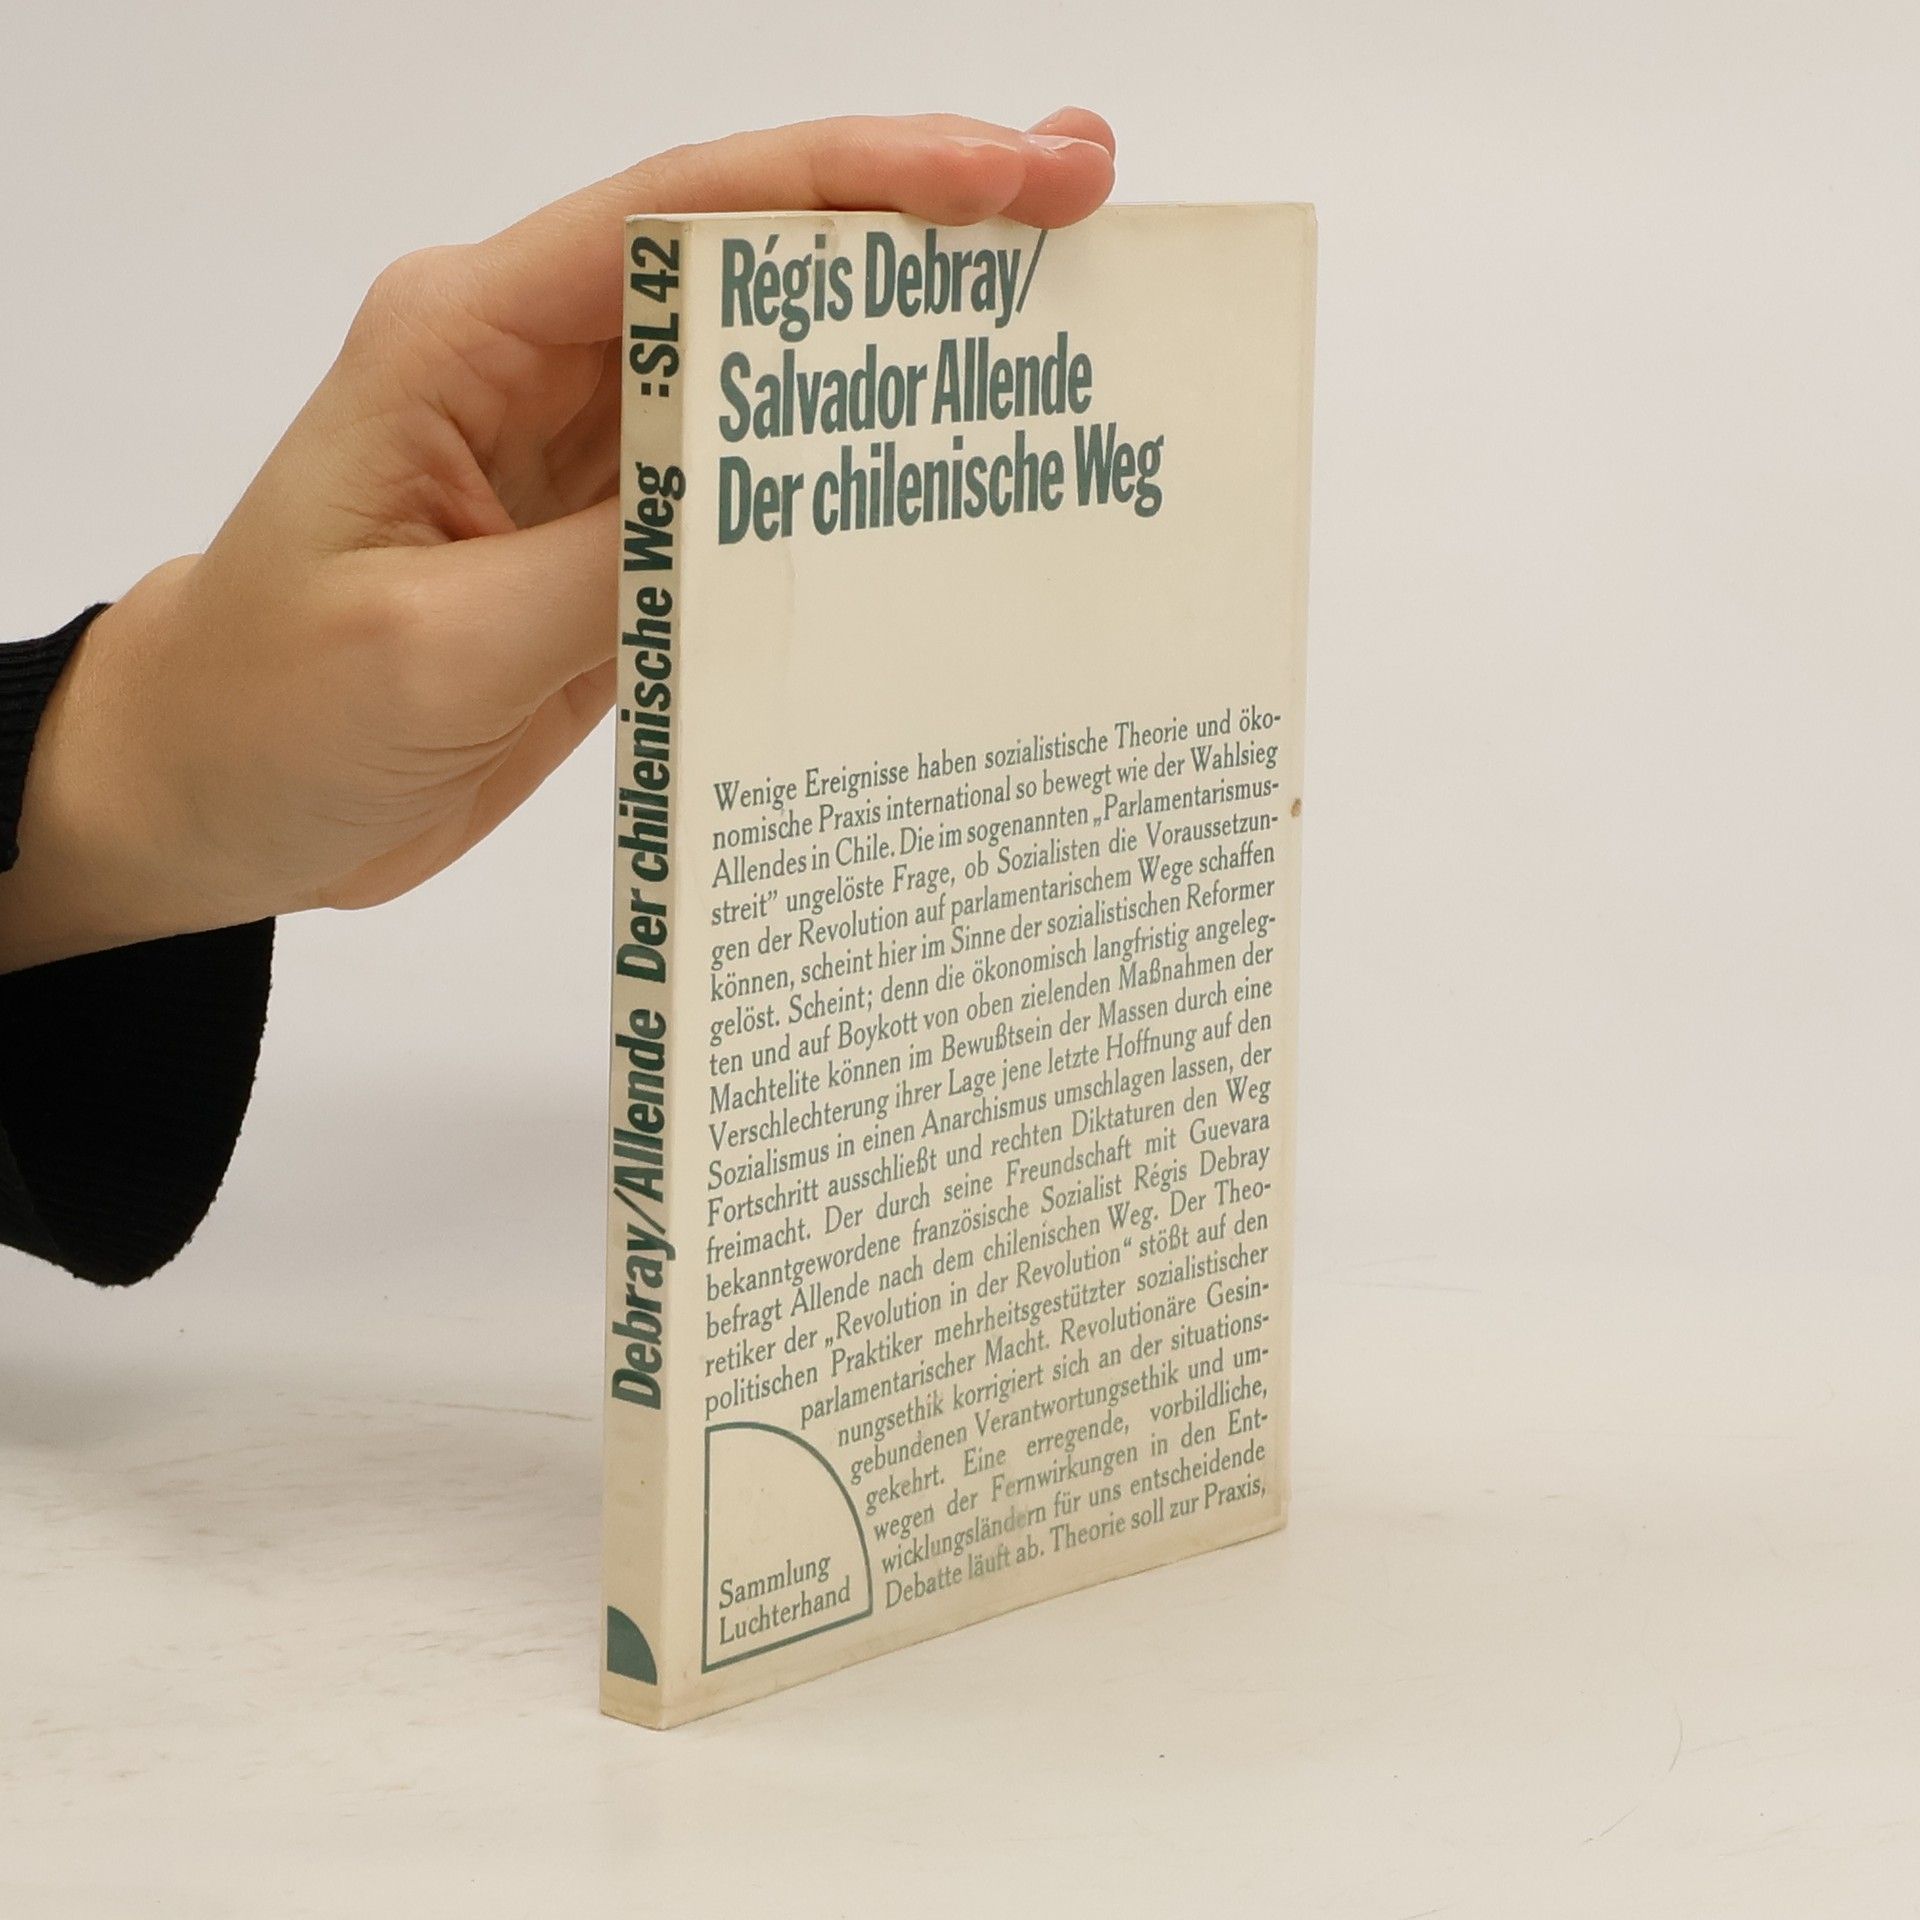 Debray/Allende Der chilenische Weg :SL 42
Régis Debray/
Salvador Allende
Der chilenische Weg
Wenige Ereignisse haben sozialistische Theorie und öko-
nomische Praxis international so bewegt wie der Wahlsieg
Allendes in Chile. Die im sogenannten „Parlamentarismus-
streit” ungelöste Frage, ob Sozialisten die Voraussetzun-
gen der Revolution auf parlamentarischem Wege schaffen
können, scheint hier im Sinne der sozialistischen Reformer
gelöst. Scheint; denn die ökonomisch langfristig angeleg-
ten und auf Boykott von oben zielenden Maßnahmen der
Machtelite können im Bewußtsein der Massen durch eine
Verschlechterung ihrer Lage jene letzte Hoffnung auf den
Sozialismus in einen Anarchismus umschlagen lassen, der
Fortschritt ausschließt und rechten Diktaturen den Weg
freimacht. Der durch seine Freundschaft mit Guevara
bekanntgewordene französische Sozialist Régis Debray
befragt Allende nach dem chilenischen Weg. Der Theo-
retiker der „Revolution in der Revolution“ stößt auf den
politischen Praktiker mehrheitsgestützter sozialistischer
parlamentarischer Macht. Revolutionäre Gesin-
nungsethik korrigiert sich an der situations-
gebundenen Verantwortungsethik und um-
gekehrt. Eine erregende, vorbildliche,
wegen der Fernwirkungen in den Ent-
wicklungsländern für uns entscheidende
Debatte läuft ab. Theorie soll zur Praxis,
Sammlung
Luchterhand